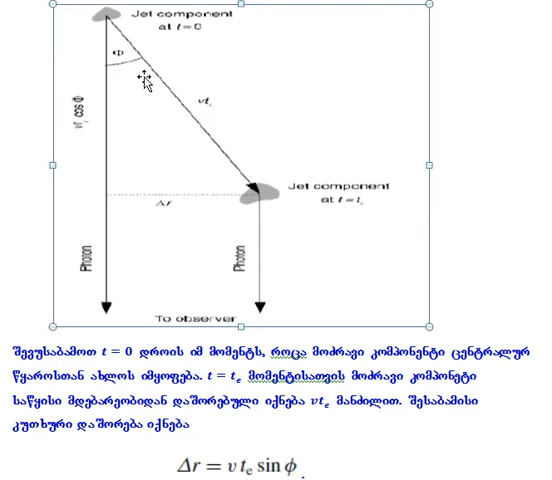 Jet component
at t = 0
Φ
vtₑ cos Φ
vtₑ
Jet component
at t = tₑ
Δr
Photon
Photon
To observer
შევუსაბამოთ t = 0 დროის იმ მომენტს, როცა მოძრავი კომპონენტი ცენტრალურ
წყაროსთან ახლოს იმყოფება. t = tₑ მომენტისათვის მოძრავი კომპონეტი
საწყისი მდებარეობიდან დაშორებული იქნება vtₑ მანძილით. შესაბამისი
კუთხური დაშორება იქნება
Δr = v tₑ sin ϕ .